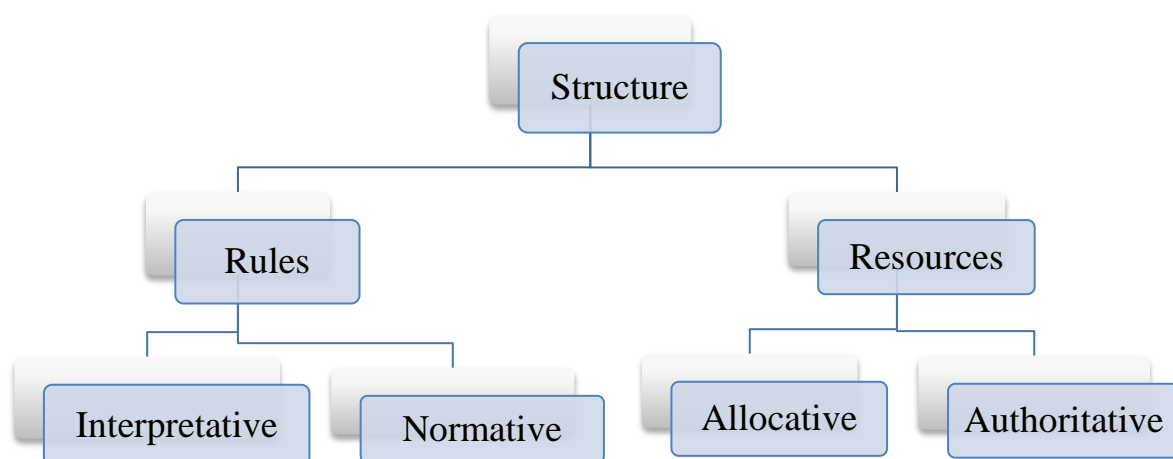 Structure
Rules
Resources
Interpretative
Normative
Allocative
Authoritative